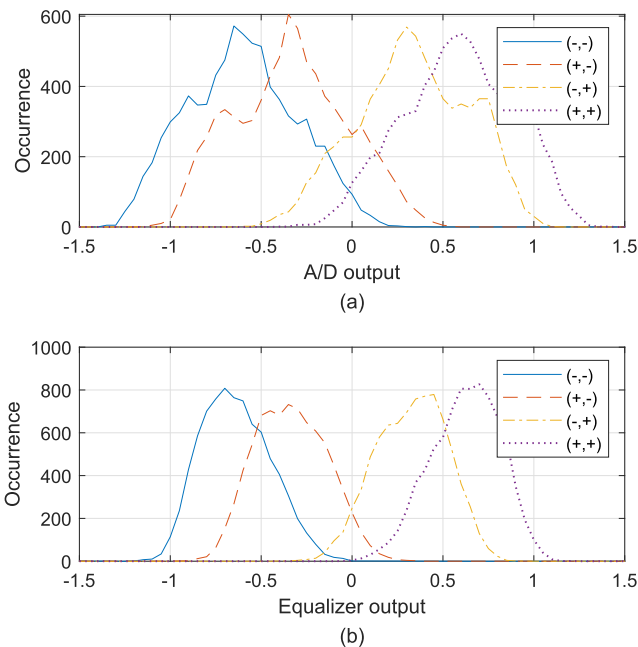 600
400
200
0
Occurrence
-1.5 -1 -0.5 0 0.5 1 1.5
A/D output
(-,-)
(+,-)
(-,+)
(+,+)
(a)
1000
800
600
400
200
0
Occurrence
-1.5 -1 -0.5 0 0.5 1 1.5
Equalizer output
(-,-)
(+,-)
(-,+)
(+,+)
(b)